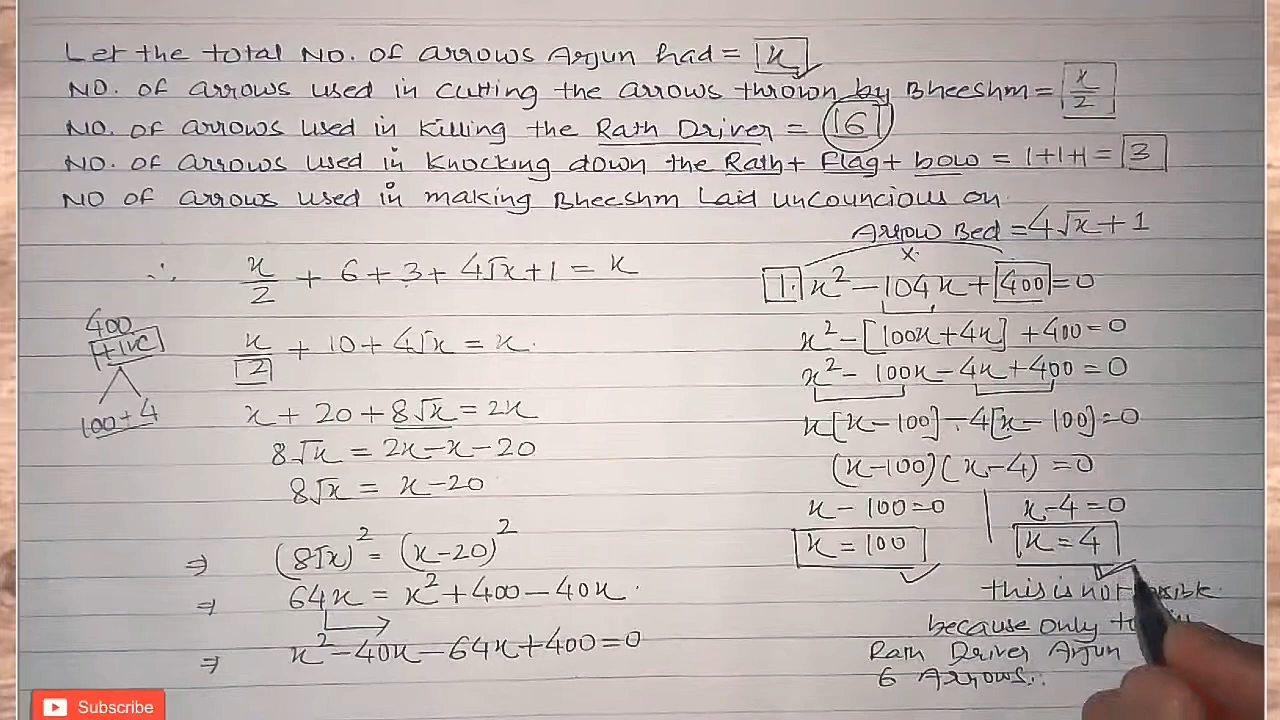 Let the total NO. of arrows Arjun had = x
NO. of arrows used in cutting the arrows thrown by Bheeshm = x/2
NO. of arrows used in killing the Rath Driver = 6
NO. of arrows used in Knocking down the Rath + Flag + bow = 1+1+1 = 3
NO of arrows used in making Bheeshm Laid uncouncious on
Arrow Bed = 4√x + 1
∴ x/2 + 6 + 3 + 4√x + 1 = x
x/2 + 10 + 4√x = x.
x + 20 + 8√x = 2x
8√x = 2x - x - 20
8√x = x - 20
⇒ (8√x)² = (x-20)²
⇒ 64x = x² + 400 - 40x.
⇒ x² - 40x - 64x + 400 = 0
400
+ive
100+4
x
1. x² - 104x + 400 = 0
x² - [100x + 4x] + 400 = 0
x² - 100x - 4x + 400 = 0
x[x - 100] - 4[x - 100] = 0
(x-100)(x-4) = 0
x - 100 = 0
x = 100
x-4 = 0
x = 4
this is not
because only
Rath Driver Arjun
6 Arrows.
Subscribe